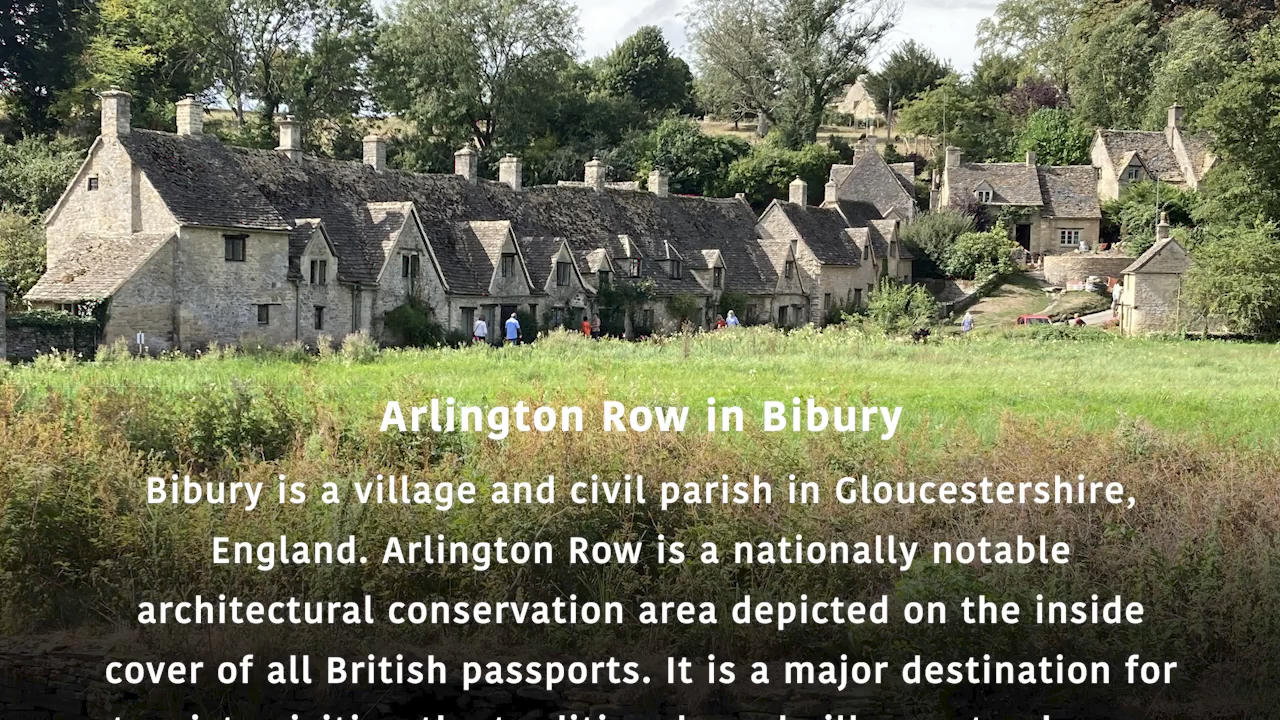 Arlington Row in Bibury
Bibury is a village and civil parish in Gloucestershire,
England. Arlington Row is a nationally notable
architectural conservation area depicted on the inside
cover of all British passports. It is a major destination for